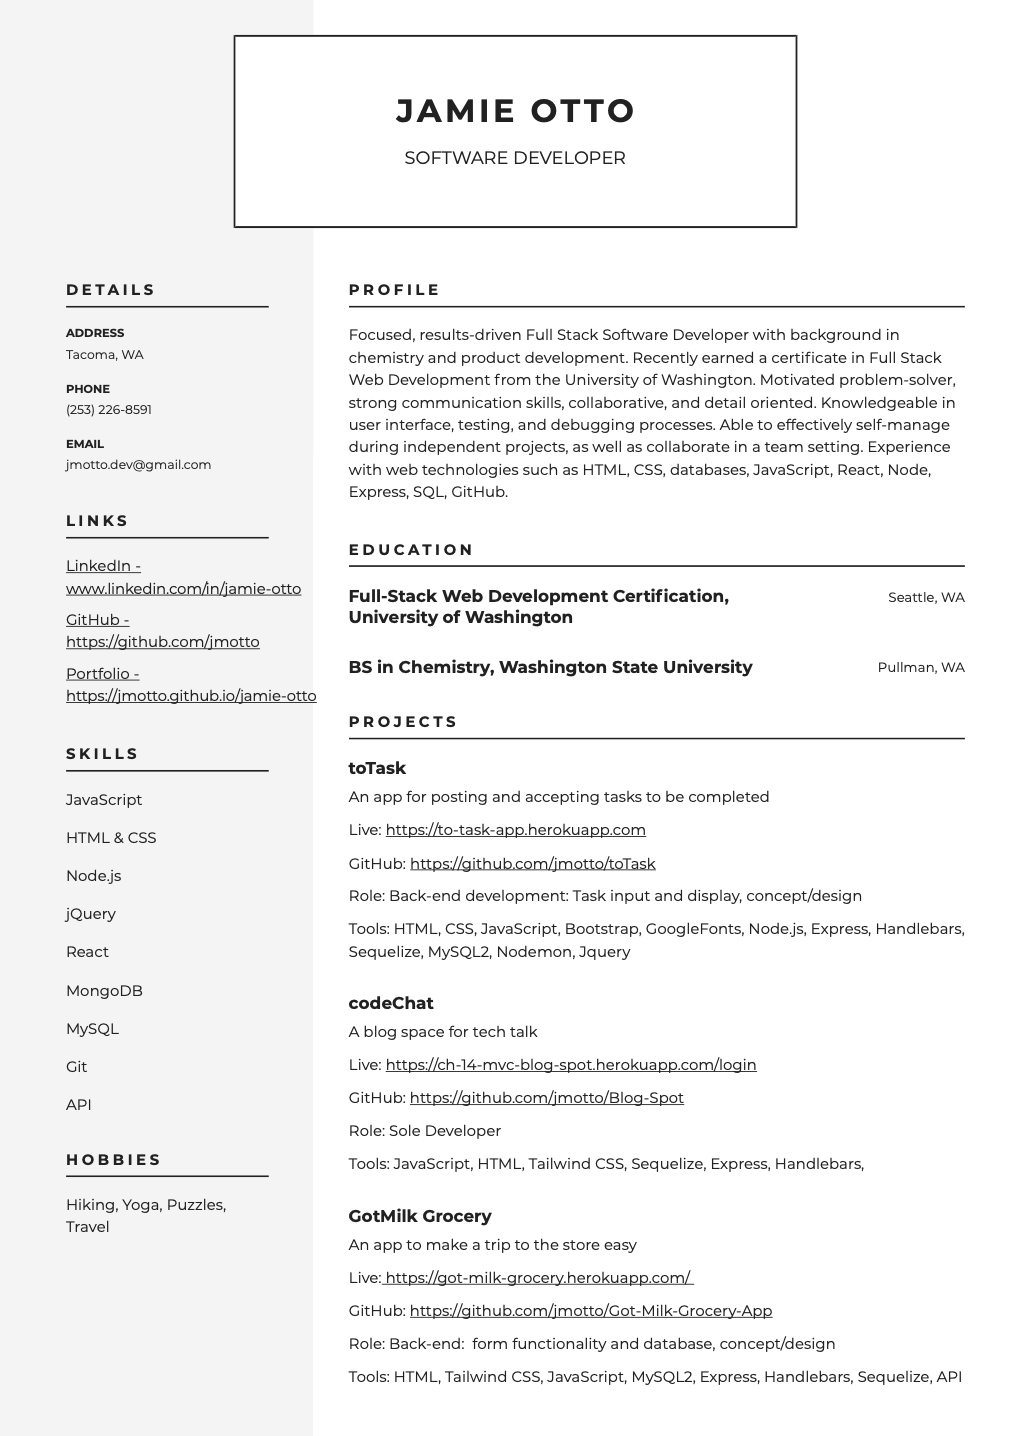 JAMIE OTTO
SOFTWARE DEVELOPER
DETAILS
ADDRESS
Tacoma, WA
PHONE
(253) 226-8591
EMAIL
jmotto.dev@gmail.com
LINKS
LinkedIn -
www.linkedin.com/in/jamie-otto
GitHub -
https://github.com/jmotto
Portfolio -
https://jmotto.github.io/jamie-otto
SKILLS
JavaScript
HTML & CSS
Node.js
jQuery
React
MongoDB
MySQL
Git
API
HOBBIES
Hiking, Yoga, Puzzles,
Travel
PROFILE
Focused, results-driven Full Stack Software Developer with background in
chemistry and product development. Recently earned a certificate in Full Stack
Web Development from the University of Washington. Motivated problem-solver,
strong communication skills, collaborative, and detail oriented. Knowledgeable in
user interface, testing, and debugging processes. Able to effectively self-manage
during independent projects, as well as collaborate in a team setting. Experience
with web technologies such as HTML, CSS, databases, JavaScript, React, Node,
Express, SQL, GitHub.
EDUCATION
Full-Stack Web Development Certification, Seattle, WA
University of Washington
BS in Chemistry, Washington State University Pullman, WA
PROJECTS
toTask
An app for posting and accepting tasks to be completed
Live: https://to-task-app.herokuapp.com
GitHub: https://github.com/jmotto/toTask
Role: Back-end development: Task input and display, concept/design
Tools: HTML, CSS, JavaScript, Bootstrap, GoogleFonts, Node.js, Express, Handlebars,
Sequelize, MySQL2, Nodemon, Jquery
codeChat
A blog space for tech talk
Live: https://ch-14-mvc-blog-spot.herokuapp.com/login
GitHub: https://github.com/jmotto/Blog-Spot
Role: Sole Developer
Tools: JavaScript, HTML, Tailwind CSS, Sequelize, Express, Handlebars,
GotMilk Grocery
An app to make a trip to the store easy
Live: https://got-milk-grocery.herokuapp.com/
GitHub: https://github.com/jmotto/Got-Milk-Grocery-App
Role: Back-end:  form functionality and database, concept/design
Tools: HTML, Tailwind CSS, JavaScript, MySQL2, Express, Handlebars, Sequelize, API